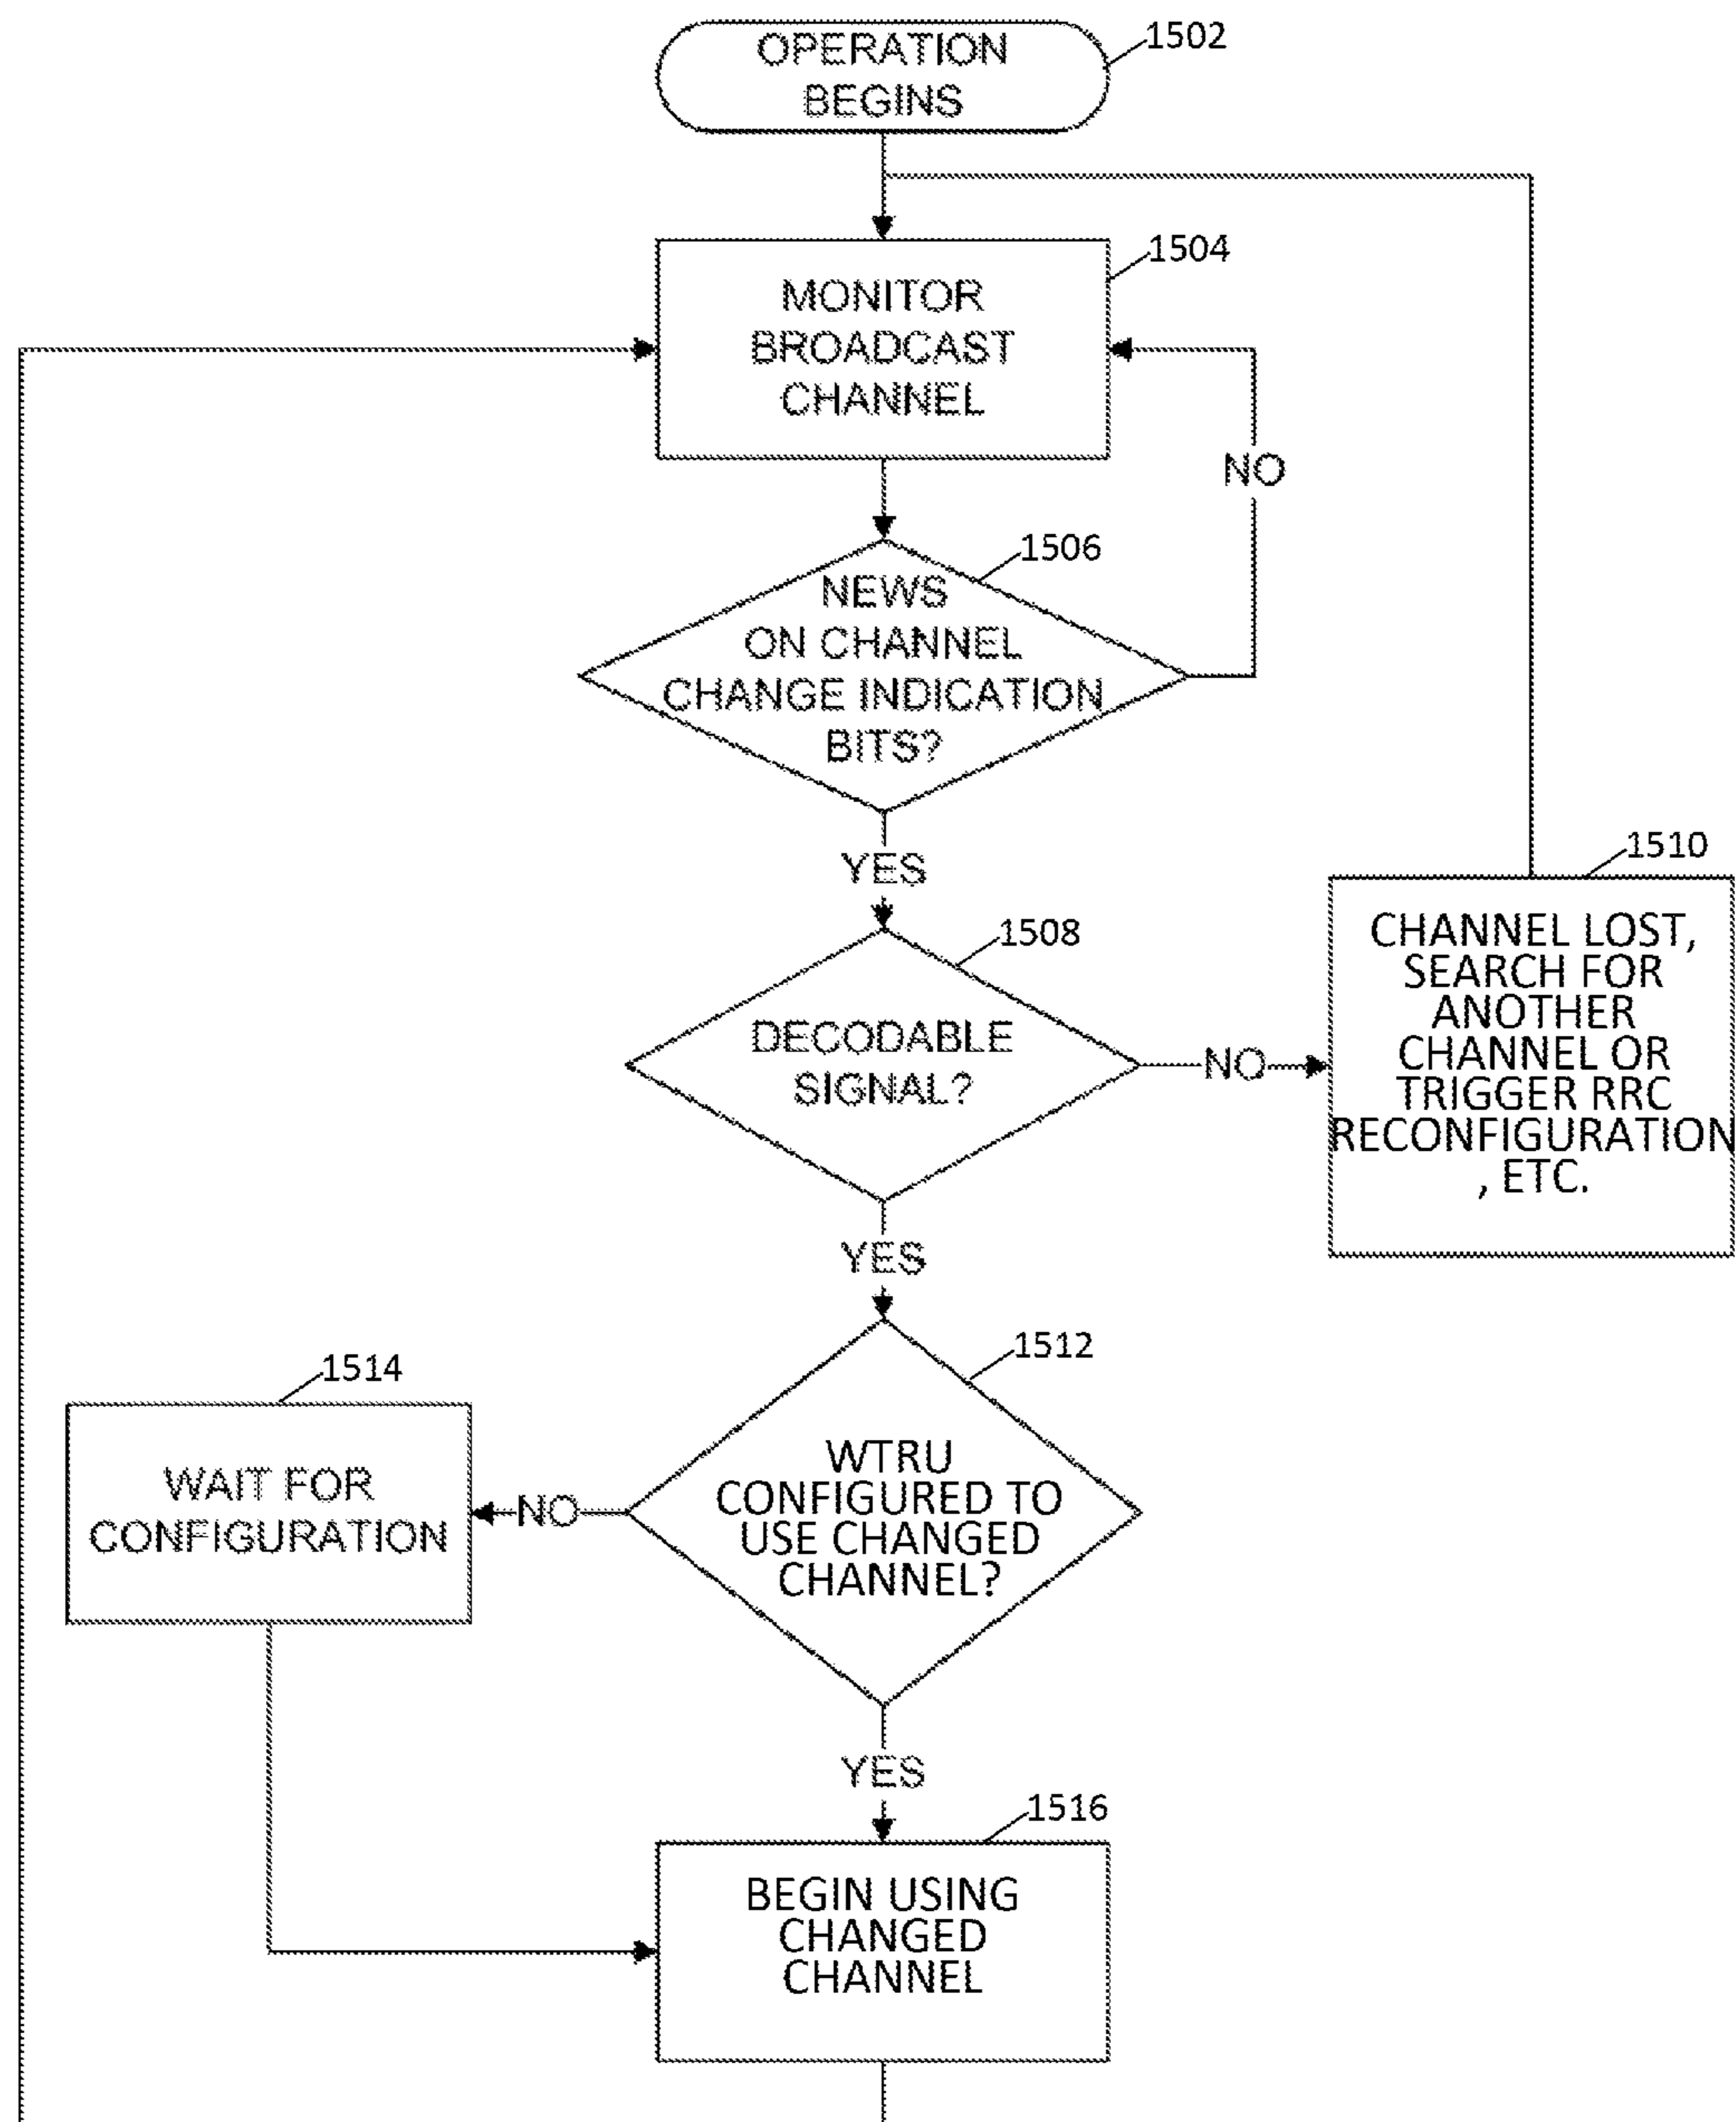 OPERATION
BEGINS
1502
MONITOR
BROADCAST
CHANNEL
1504
NO
NEWS
ON CHANNEL
CHANGE INDICATION
BITS?
1506
YES
DECODABLE
SIGNAL?
1508
NO
CHANNEL LOST,
SEARCH FOR
ANOTHER
CHANNEL OR
TRIGGER RRC
RECONFIGURATION
, ETC.
1510
YES
WTRU
CONFIGURED TO
USE CHANGED
CHANNEL?
1512
NO
WAIT FOR
CONFIGURATION
1514
YES
BEGIN USING
CHANGED
CHANNEL
1516